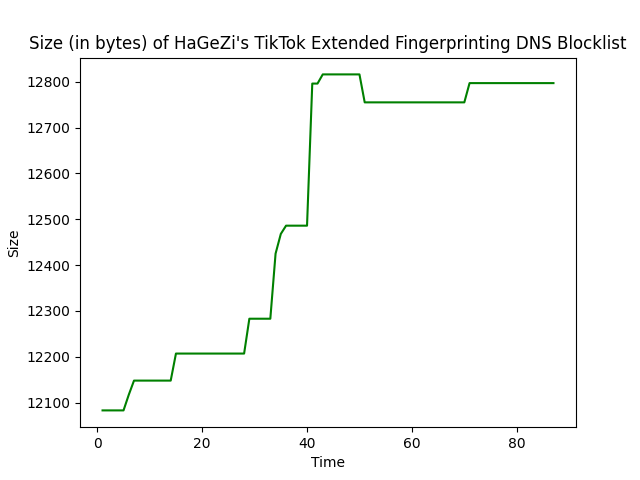 Size (in bytes) of HaGeZi's TikTok Extended Fingerprinting DNS Blocklist
12800
12700
12600
12500
12400
12300
12200
12100
Size
0 20 40 60 80
Time